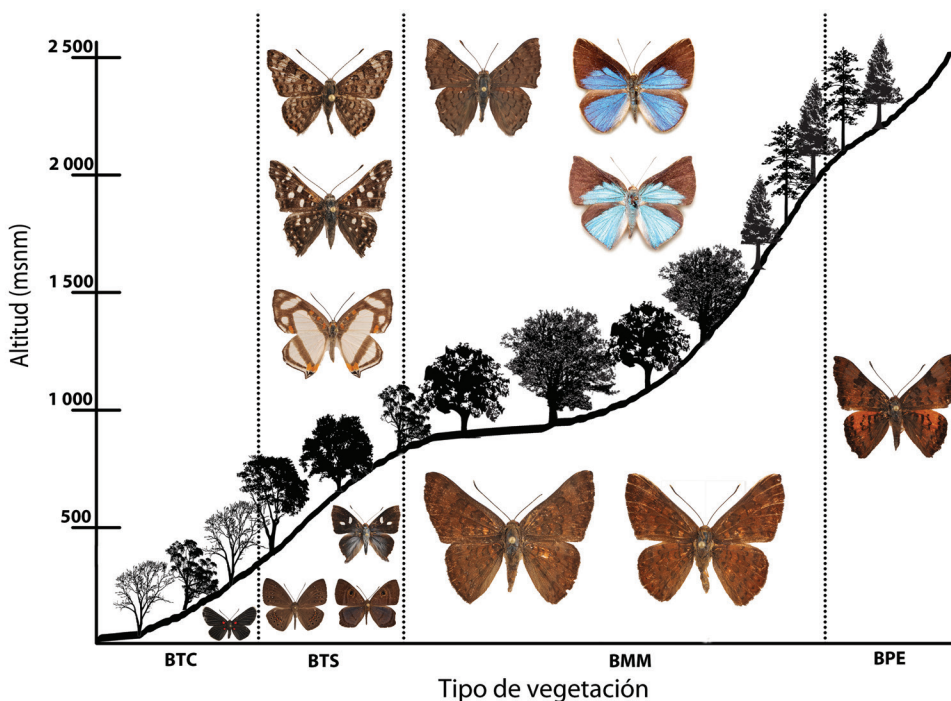 Altitud (msnm)
2 500
2 000
1 500
1 000
500
BTC
BTS
BMM
BPE
Tipo de vegetación